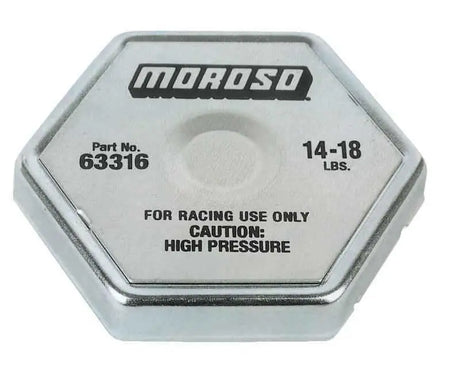 MOROSO
Part No.
63316
14-18
LBS.
FOR RACING USE ONLY
CAUTION:
HIGH PRESSURE